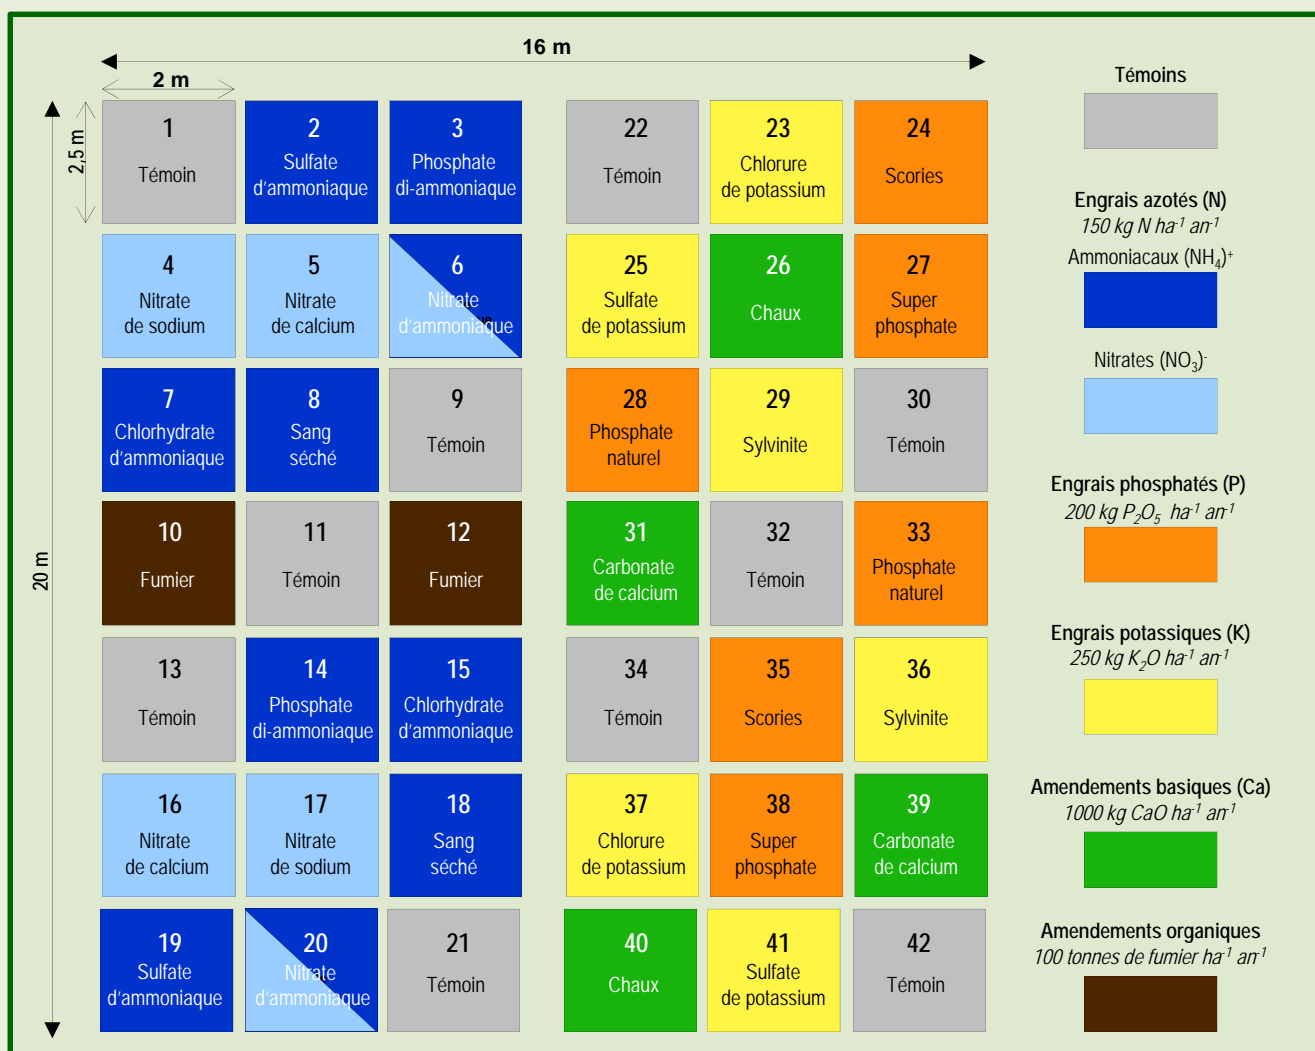 16 m
2 m
2,5 m
20 m
1
Témoin
2
Sulfate
d'ammoniaque
3
Phosphate
di-ammoniaque
22
Témoin
23
Chlorure
de potassium
24
Scories
4
Nitrate
de sodium
5
Nitrate
de calcium
6
Nitrate
d'ammoniaque
25
Sulfate
de potassium
26
Chaux
27
Super
phosphate
7
Chlorhydrate
d'ammoniaque
8
Sang
séché
9
Témoin
28
Phosphate
naturel
29
Sylvinite
30
Témoin
10
Fumier
11
Témoin
12
Fumier
31
Carbonate
de calcium
32
Témoin
33
Phosphate
naturel
13
Témoin
14
Phosphate
di-ammoniaque
15
Chlorhydrate
d'ammoniaque
34
Témoin
35
Scories
36
Sylvinite
16
Nitrate
de calcium
17
Nitrate
de sodium
18
Sang
séché
37
Chlorure
de potassium
38
Super
phosphate
39
Carbonate
de calcium
19
Sulfate
d'ammoniaque
20
Nitrate
d'ammoniaque
21
Témoin
40
Chaux
41
Sulfate
de potassium
42
Témoin
Témoins
Engrais azotés (N)
150 kg N ha⁻¹ an⁻¹
Ammoniacaux (NH₄)⁺
Nitrates (NO₃)⁻
Engrais phosphatés (P)
200 kg P₂O₅ ha⁻¹ an⁻¹
Engrais potassiques (K)
250 kg K₂O ha⁻¹ an⁻¹
Amendements basiques (Ca)
1000 kg CaO ha⁻¹ an⁻¹
Amendements organiques
100 tonnes de fumier ha⁻¹ an⁻¹